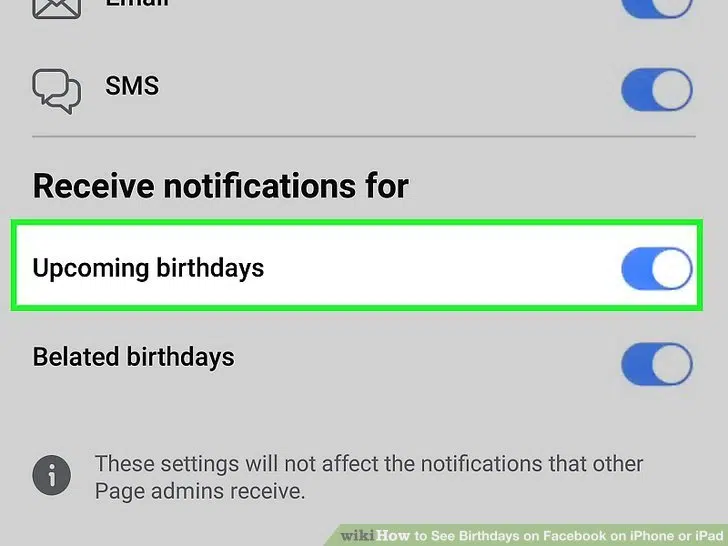 Email
SMS
Receive notifications for
Upcoming birthdays
Belated birthdays
These settings will not affect the notifications that other
Page admins receive.
wikiHow to See Birthdays on Facebook on iPhone or iPad